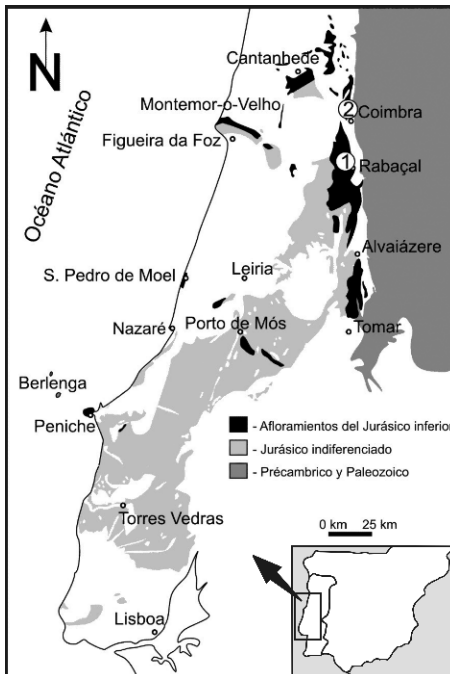 N
Océano Atlántico
Cantanhede
Montemor-o-Velho
2
Coimbra
Figueira da Foz
1
Rabaçal
Alvaiázere
S. Pedro de Moel
Leiria
Nazaré
Porto de Mós
Tomar
Berlenga
Peniche
- Afloramientos del Jurásico inferior
- Jurásico indiferenciado
- Précambrico y Paleozoico
Torres Vedras
0 km 25 km
Lisboa